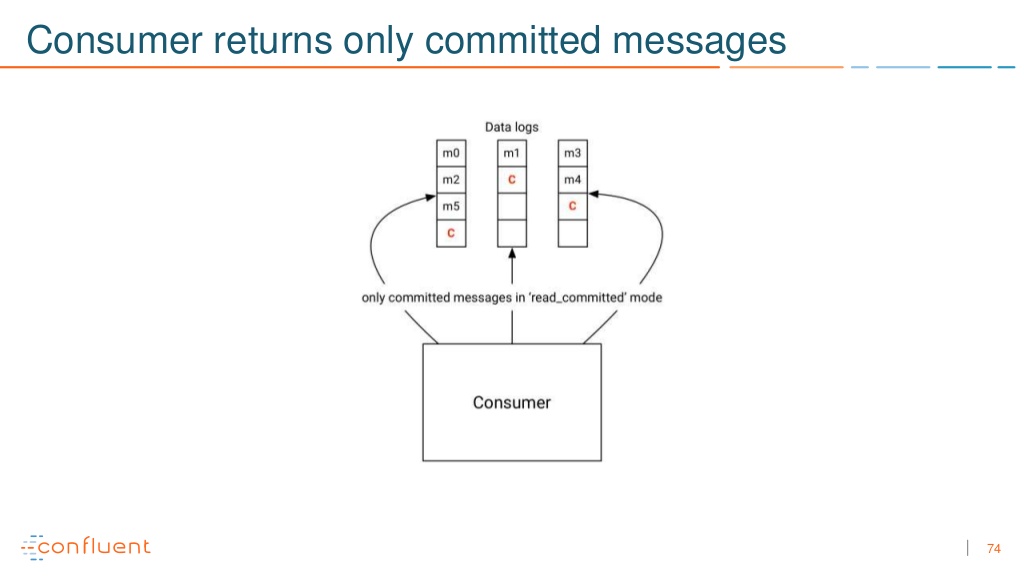 Consumer returns only committed messages
Data logs
m0 m1 m3
m2 C m4
m5 C
C
only committed messages in 'read_committed' mode
Consumer
confluent
74